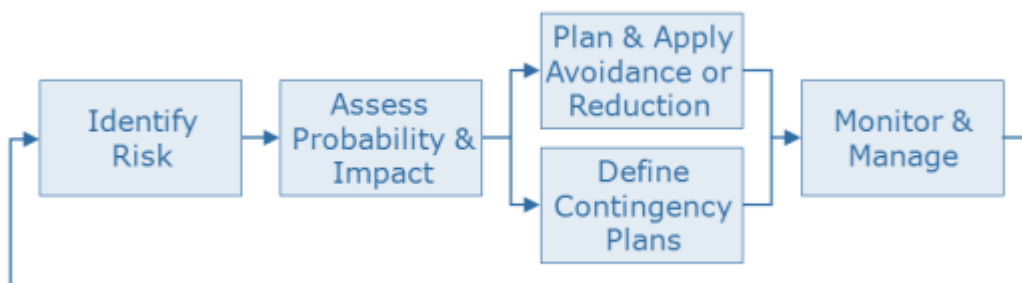 Identify
Risk
Assess
Probability &
Impact
Plan & Apply
Avoidance or
Reduction
Define
Contingency
Plans
Monitor &
Manage